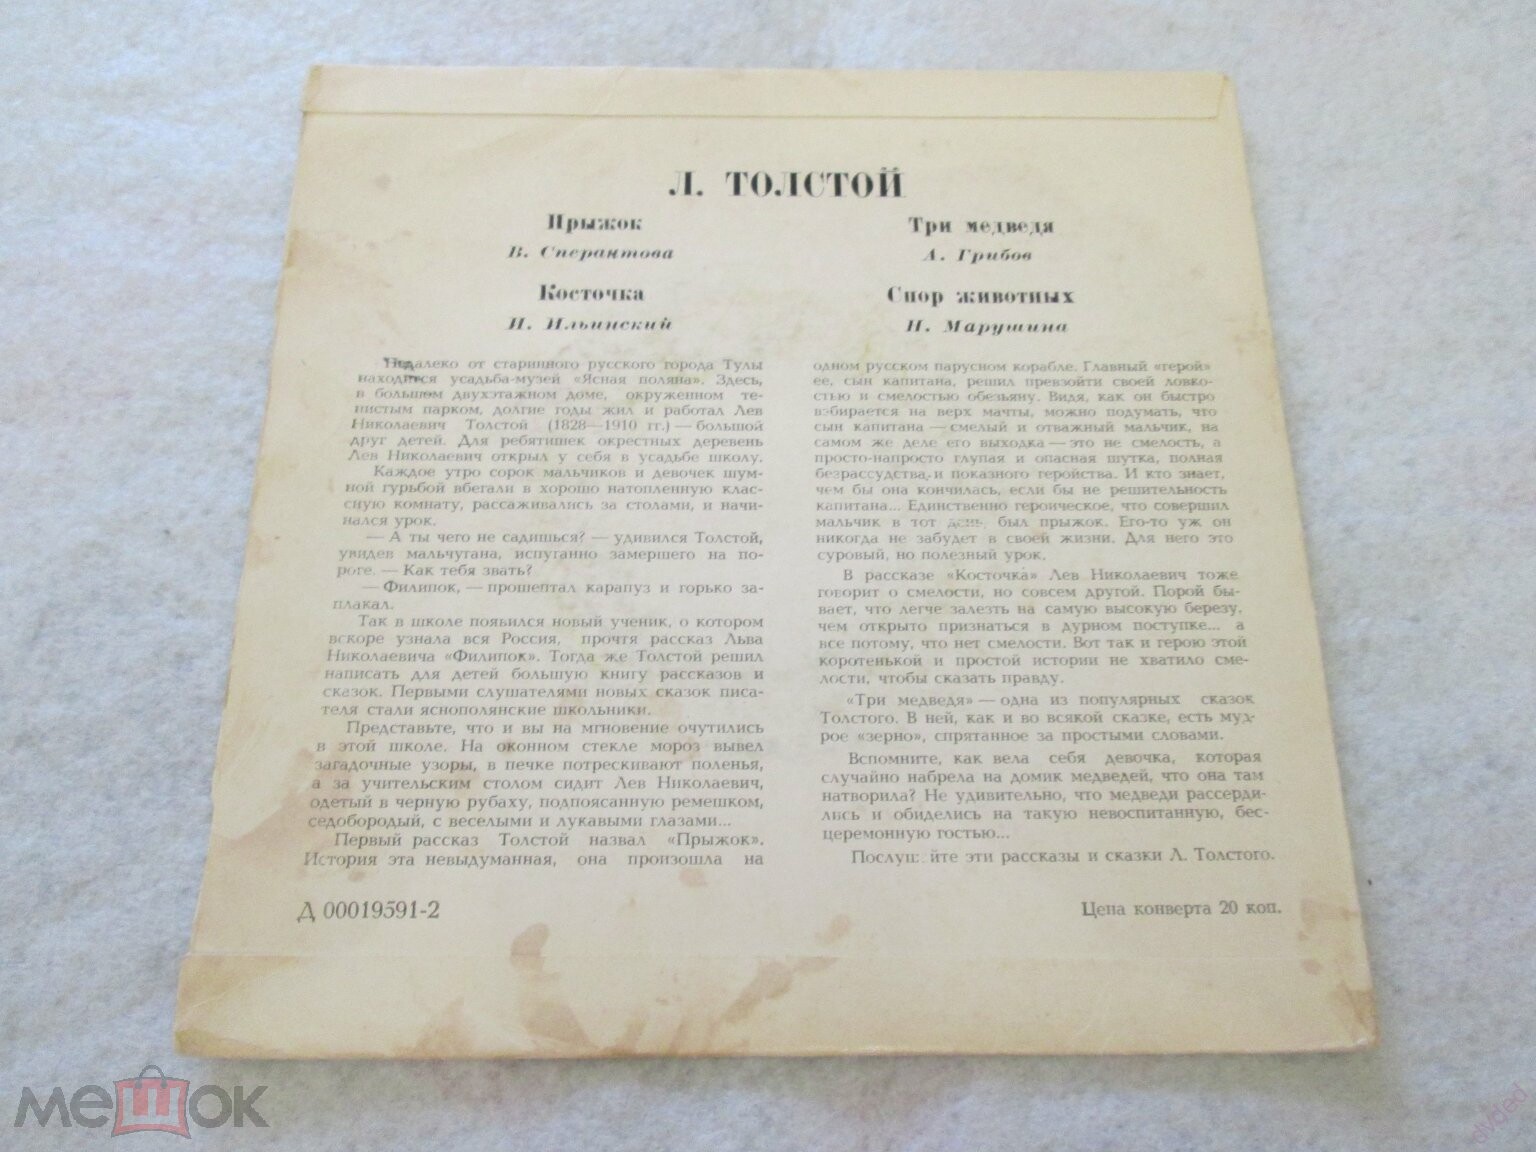 Л. ТОЛСТОЙ
Прыжок
В. Сперантова
Косточка
И. Ильинский
Три медведя
А. Грибов
Спор животных
Н. Марушина
Недалеко от старинного русского города Тулы
находится усадьба-музей «Ясная поляна». Здесь,
в большом двухэтажном доме, окруженном те-
нистым парком, долгие годы жил и работал Лев
Николаевич Толстой (1828—1910 гг.) — большой
друг детей. Для ребятишек окрестных деревень
Лев Николаевич открыл у себя в усадьбе школу.
Каждое утро сорок мальчиков и девочек шум-
ной гурьбой вбегали в хорошо натопленную клас-
сную комнату, рассаживались за столами, и начи-
нался урок.
— А ты чего не садишься? — удивился Толстой,
увидев мальчугана, испуганно замершего на по-
роге. — Как тебя звать?
— Филипок, — прошептал карапуз и горько за-
плакал.
Так в школе появился новый ученик, о котором
вскоре узнала вся Россия, прочтя рассказ Льва
Николаевича «Филипок». Тогда же Толстой решил
написать для детей большую книгу рассказов и
сказок. Первыми слушателями новых сказок писа-
теля стали яснополянские школьники.
Представьте, что и вы на мгновение очутились
в этой школе. На оконном стекле мороз вывел
загадочные узоры, в печке потрескивают поленья,
а за учительским столом сидит Лев Николаевич,
одетый в черную рубаху, подпоясанную ремешком,
седобородый, с веселыми и лукавыми глазами...
Первый рассказ Толстой назвал «Прыжок».
История эта невыдуманная, она произошла на
одном русском парусном корабле. Главный «герой»
ее, сын капитана, решил превзойти своей ловко-
стью и смелостью обезьяну. Видя, как он быстро
взбирается на верх мачты, можно подумать, что
сын капитана — смелый и отважный мальчик, на
самом же деле его выходка — это не смелость, а
просто-напросто глупая и опасная шутка, полная
безрассудства и показного геройства. И кто знает,
чем бы она кончилась, если бы не решительность
капитана... Единственно героическое, что совершил
мальчик в тот день, был прыжок. Его-то уж он
никогда не забудет в своей жизни. Для него это
суровый, но полезный урок.
В рассказе «Косточка» Лев Николаевич тоже
говорит о смелости, но совсем другой. Порой бы-
вает, что легче залезть на самую высокую березу,
чем открыто признаться в дурном поступке... а
все потому, что нет смелости. Вот так и герою этой
коротенькой и простой истории не хватило сме-
лости, чтобы сказать правду.
«Три медведя» — одна из популярных сказок
Толстого. В ней, как и во всякой сказке, есть муд-
рое «зерно», спрятанное за простыми словами.
Вспомните, как вела себя девочка, которая
случайно набрела на домик медведей, что она там
натворила? Не удивительно, что медведи рассерди-
лись и обиделись на такую невоспитанную, бес-
церемонную гостью...
Послушайте эти рассказы и сказки Л. Толстого.
Д 00019591-2
Цена конверта 20 коп.
мешок
dvded